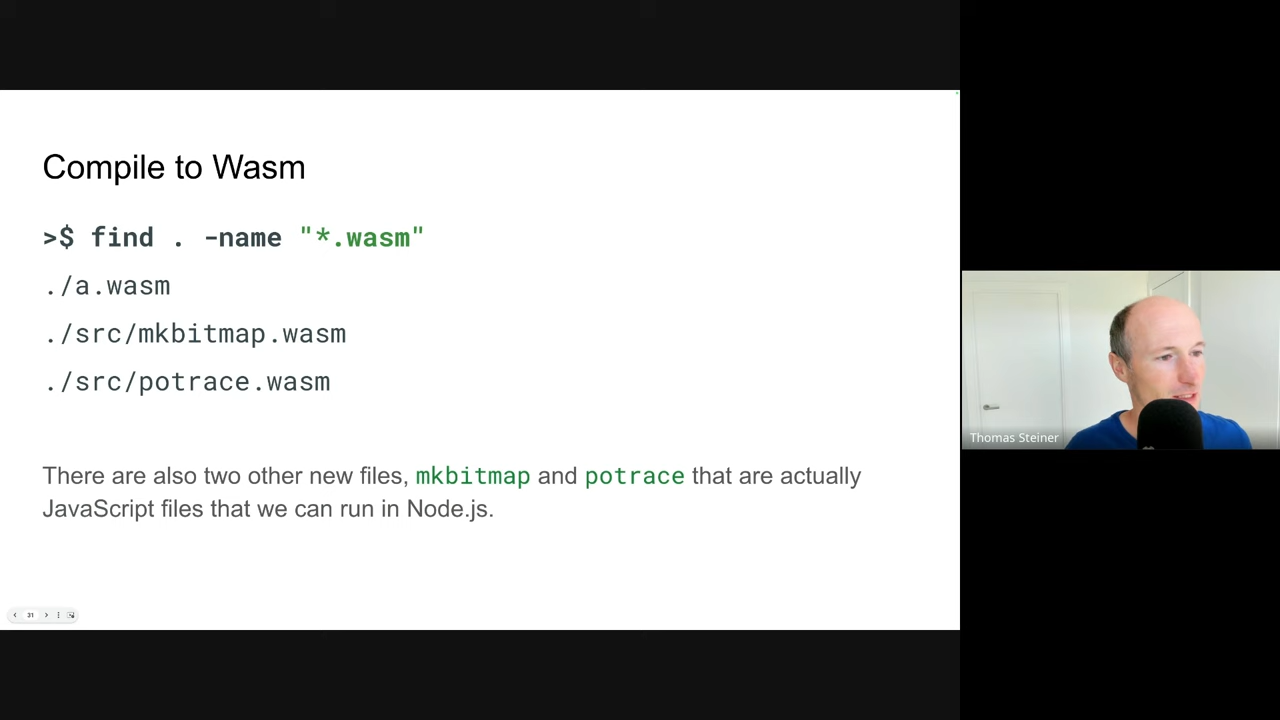 Compile to Wasm
>$ find . -name "*.wasm"
./a.wasm
./src/mkbitmap.wasm
./src/potrace.wasm
There are also two other new files, mkbitmap and potrace that are actually
JavaScript files that we can run in Node.js.
31
Thomas Steiner